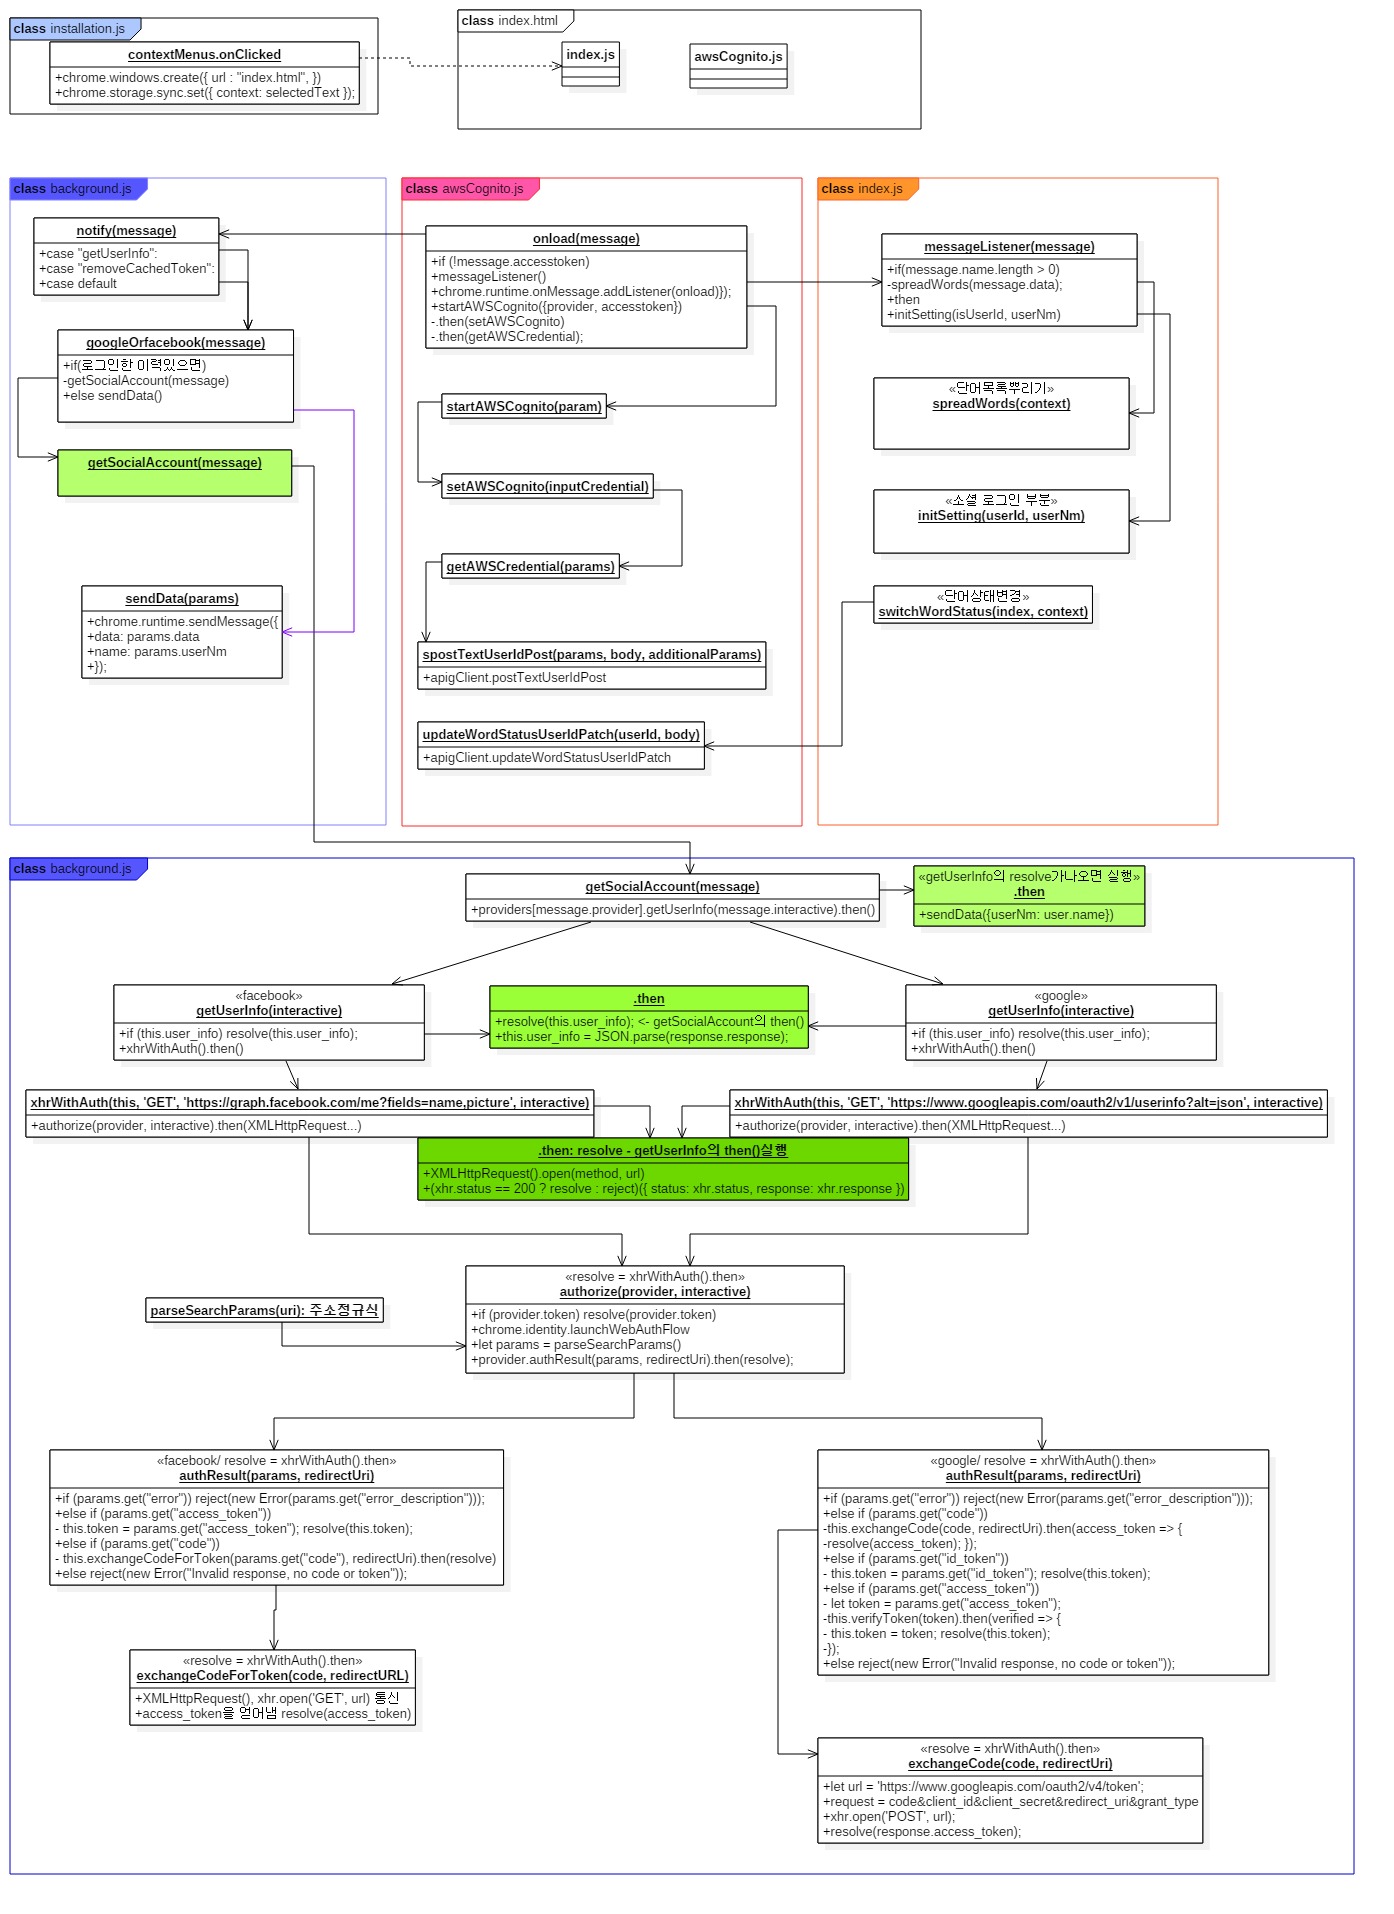 class installation.js
contextMenus.onClicked
+chrome.windows.create({ url : "index.html", })
+chrome.storage.sync.set({ context: selectedText });
class index.html
index.js
awsCognito.js
class background.js
notify(message)
+case "getUserInfo":
+case "removeCachedToken":
+case default
googleOrfacebook(message)
+if(로그인한 이력있으면)
-getSocialAccount(message)
+else sendData()
getSocialAccount(message)
sendData(params)
+chrome.runtime.sendMessage({
+data: params.data
+name: params.userNm
+});
class awsCognito.js
onload(message)
+if (!message.accesstoken)
+messageListener()
+chrome.runtime.onMessage.addListener(onload)});
+startAWSCognito({provider, accesstoken})
-.then(setAWSCognito)
-.then(getAWSCredential);
startAWSCognito(param)
setAWSCognito(inputCredential)
getAWSCredential(params)
spostTextUserIdPost(params, body, additionalParams)
+apigClient.postTextUserIdPost
updateWordStatusUserIdPatch(userId, body)
+apigClient.updateWordStatusUserIdPatch
class index.js
messageListener(message)
+if(message.name.length > 0)
-spreadWords(message.data);
+then
+initSetting(isUserId, userNm)
«단어목록뿌리기»
spreadWords(context)
«소셜 로그인 부분»
initSetting(userId, userNm)
«단어상태변경»
switchWordStatus(index, context)
class background.js
getSocialAccount(message)
+providers[message.provider].getUserInfo(message.interactive).then()
«getUserInfo의 resolve가나오면 실행»
.then
+sendData({userNm: user.name})
«facebook»
getUserInfo(interactive)
+if (this.user_info) resolve(this.user_info);
+xhrWithAuth().then()
.then
+resolve(this.user_info); <- getSocialAccount의 then()
+this.user_info = JSON.parse(response.response);
«google»
getUserInfo(interactive)
+if (this.user_info) resolve(this.user_info);
+xhrWithAuth().then()
xhrWithAuth(this, 'GET', 'https://graph.facebook.com/me?fields=name,picture', interactive)
+authorize(provider, interactive).then(XMLHttpRequest...)
xhrWithAuth(this, 'GET', 'https://www.googleapis.com/oauth2/v1/userinfo?alt=json', interactive)
+authorize(provider, interactive).then(XMLHttpRequest...)
.then: resolve - getUserInfo의 then()실행
+XMLHttpRequest().open(method, url)
+(xhr.status == 200 ? resolve : reject)({ status: xhr.status, response: xhr.response })
parseSearchParams(uri): 주소정규식
«resolve = xhrWithAuth().then»
authorize(provider, interactive)
+if (provider.token) resolve(provider.token)
+chrome.identity.launchWebAuthFlow
+let params = parseSearchParams()
+provider.authResult(params, redirectUri).then(resolve);
«facebook/ resolve = xhrWithAuth().then»
authResult(params, redirectUri)
+if (params.get("error")) reject(new Error(params.get("error_description")));
+else if (params.get("access_token"))
- this.token = params.get("access_token"); resolve(this.token);
+else if (params.get("code"))
- this.exchangeCodeForToken(params.get("code"), redirectUri).then(resolve)
+else reject(new Error("Invalid response, no code or token"));
«resolve = xhrWithAuth().then»
exchangeCodeForToken(code, redirectURL)
+XMLHttpRequest(), xhr.open('GET', url) 통신
+access_token을 얻어냄 resolve(access_token)
«google/ resolve = xhrWithAuth().then»
authResult(params, redirectUri)
+if (params.get("error")) reject(new Error(params.get("error_description")));
+else if (params.get("code"))
-this.exchangeCode(code, redirectUri).then(access_token => {
-resolve(access_token); });
+else if (params.get("id_token"))
- this.token = params.get("id_token"); resolve(this.token);
+else if (params.get("access_token"))
- let token = params.get("access_token");
-this.verifyToken(token).then(verified => {
- this.token = token; resolve(this.token);
-});
+else reject(new Error("Invalid response, no code or token"));
«resolve = xhrWithAuth().then»
exchangeCode(code, redirectUri)
+let url = 'https://www.googleapis.com/oauth2/v4/token';
+request = code&client_id&client_secret&redirect_uri&grant_type
+xhr.open('POST', url);
+resolve(response.access_token);